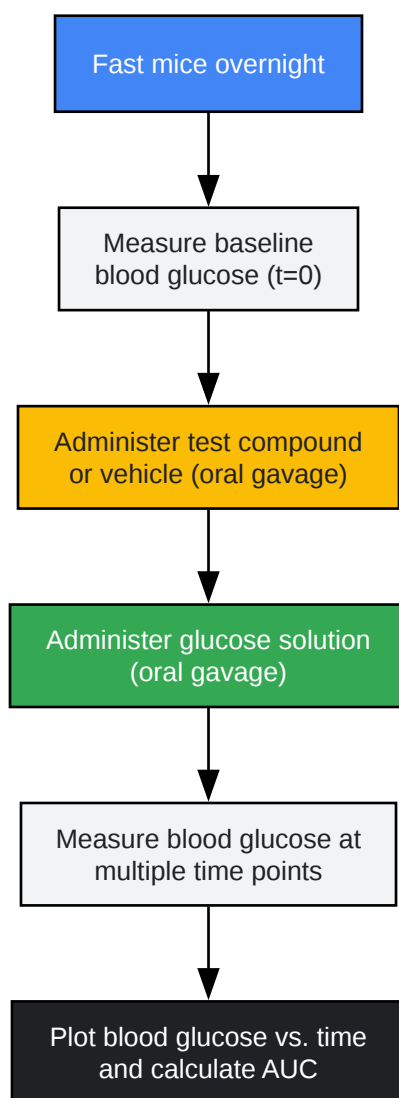 Fast mice overnight
Measure baseline
blood glucose (t=0)
Administer test compound
or vehicle (oral gavage)
Administer glucose solution
(oral gavage)
Measure blood glucose at
multiple time points
Plot blood glucose vs. time
and calculate AUC